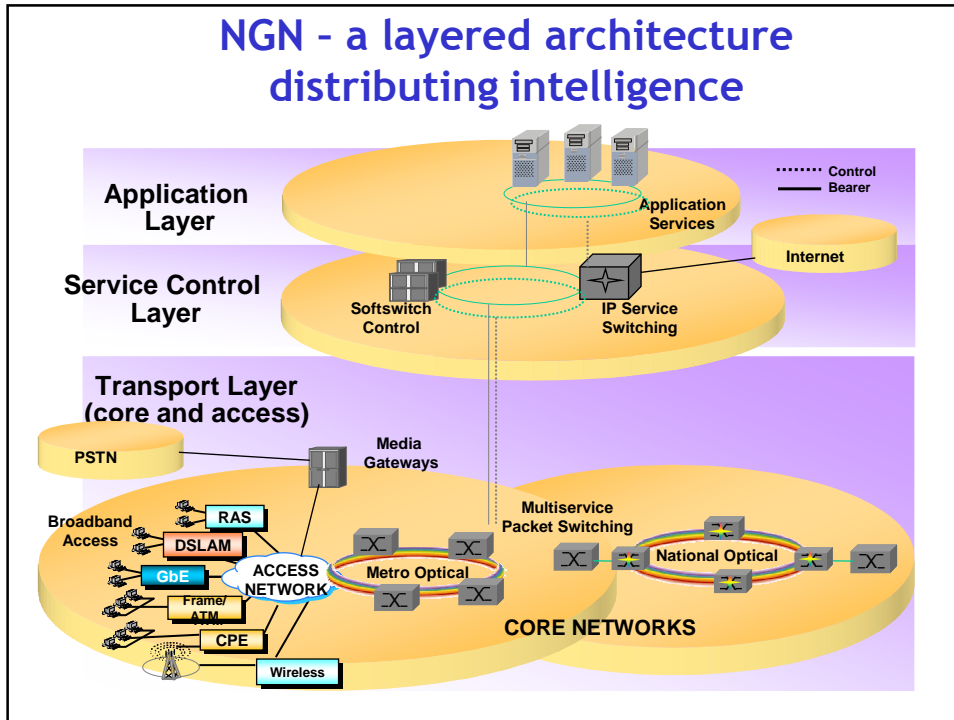 NGN – a layered architecture
distributing intelligence
Control
Bearer
Application
Layer
Application
Services
Internet
Service Control
Layer
Softswitch
Control
IP Service
Switching
Transport Layer
(core and access)
PSTN
Media
Gateways
Broadband
Access
RAS
DSLAM
GbE
Frame/
ATM
CPE
Wireless
ACCESS
NETWORK
Metro Optical
Multiservice
Packet Switching
National Optical
CORE NETWORKS